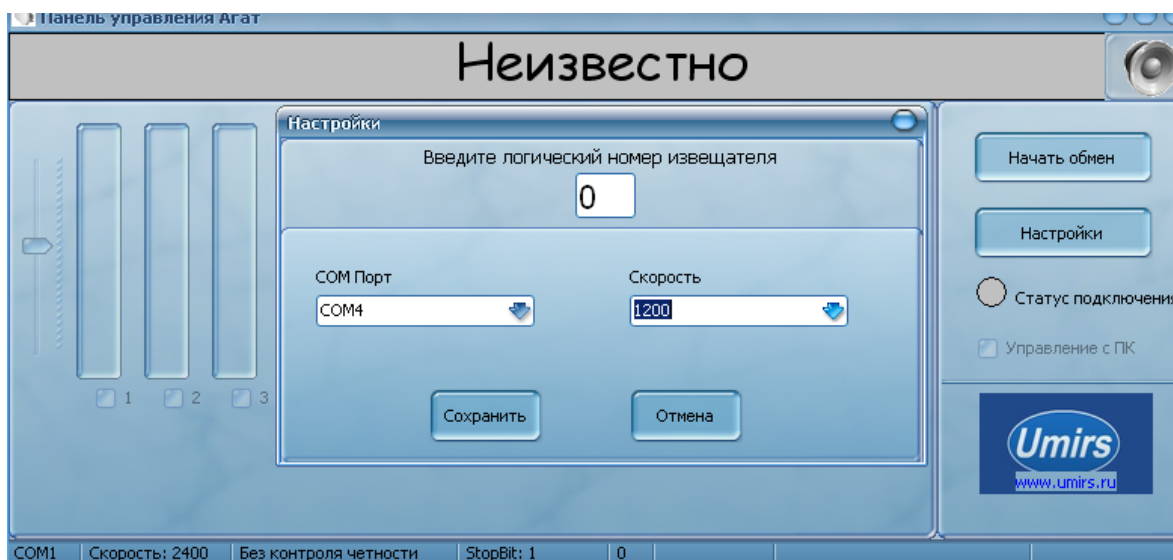 Панель управления Агат
Неизвестно
Настройки
Введите логический номер извещателя
0
COM Порт
Скорость
COM4
1200
Сохранить
Отмена
1
2
3
Начать обмен
Настройки
Статус подключения
Управление с ПК
Umirs
www.umirs.ru
COM1
Скорость: 2400
Без контроля четности
StopBit: 1
0